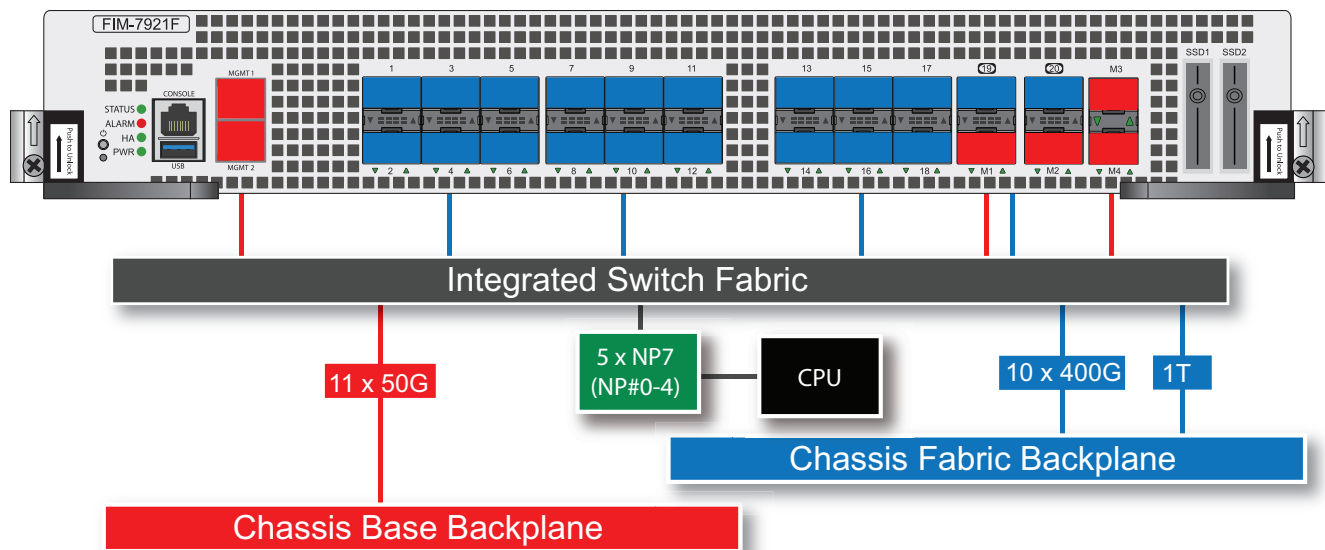 FIM-7921F
SSD1 SSD2
MGMT 1 1 3 5 7 9 11 13 15 17 19 20 M3
CONSOLE
STATUS
ALARM
HA
PWR
Push to Unlock
Push to Unlock
USB
MGMT 2 2 4 6 8 10 12 14 16 18 M1 M2 M4
Integrated Switch Fabric
11 x 50G
5 x NP7
(NP#0-4)
CPU
10 x 400G
1T
Chassis Fabric Backplane
Chassis Base Backplane